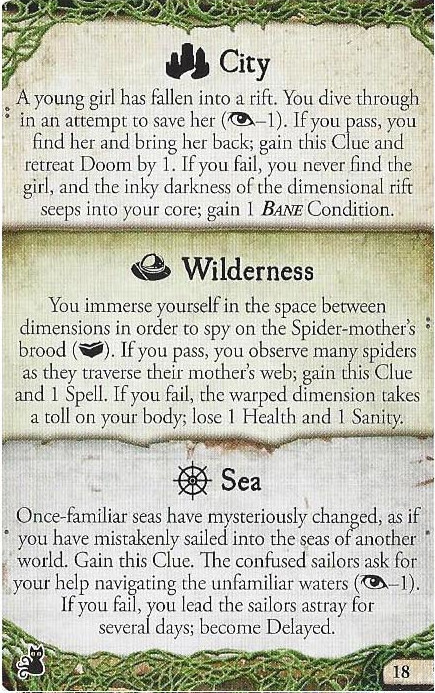 City
A young girl has fallen into a rift. You dive through
in an attempt to save her (–1). If you pass, you
find her and bring her back; gain this Clue and
retreat Doom by 1. If you fail, you never find the
girl, and the inky darkness of the dimensional rift
seeps into your core; gain 1 BANE Condition.
Wilderness
You immerse yourself in the space between
dimensions in order to spy on the Spider-mother's
brood (). If you pass, you observe many spiders
as they traverse their mother's web; gain this Clue
and 1 Spell. If you fail, the warped dimension takes
a toll on your body; lose 1 Health and 1 Sanity.
Sea
Once-familiar seas have mysteriously changed, as if
you have mistakenly sailed into the seas of another
world. Gain this Clue. The confused sailors ask for
your help navigating the unfamiliar waters (–1).
If you fail, you lead the sailors astray for
several days; become Delayed.
18